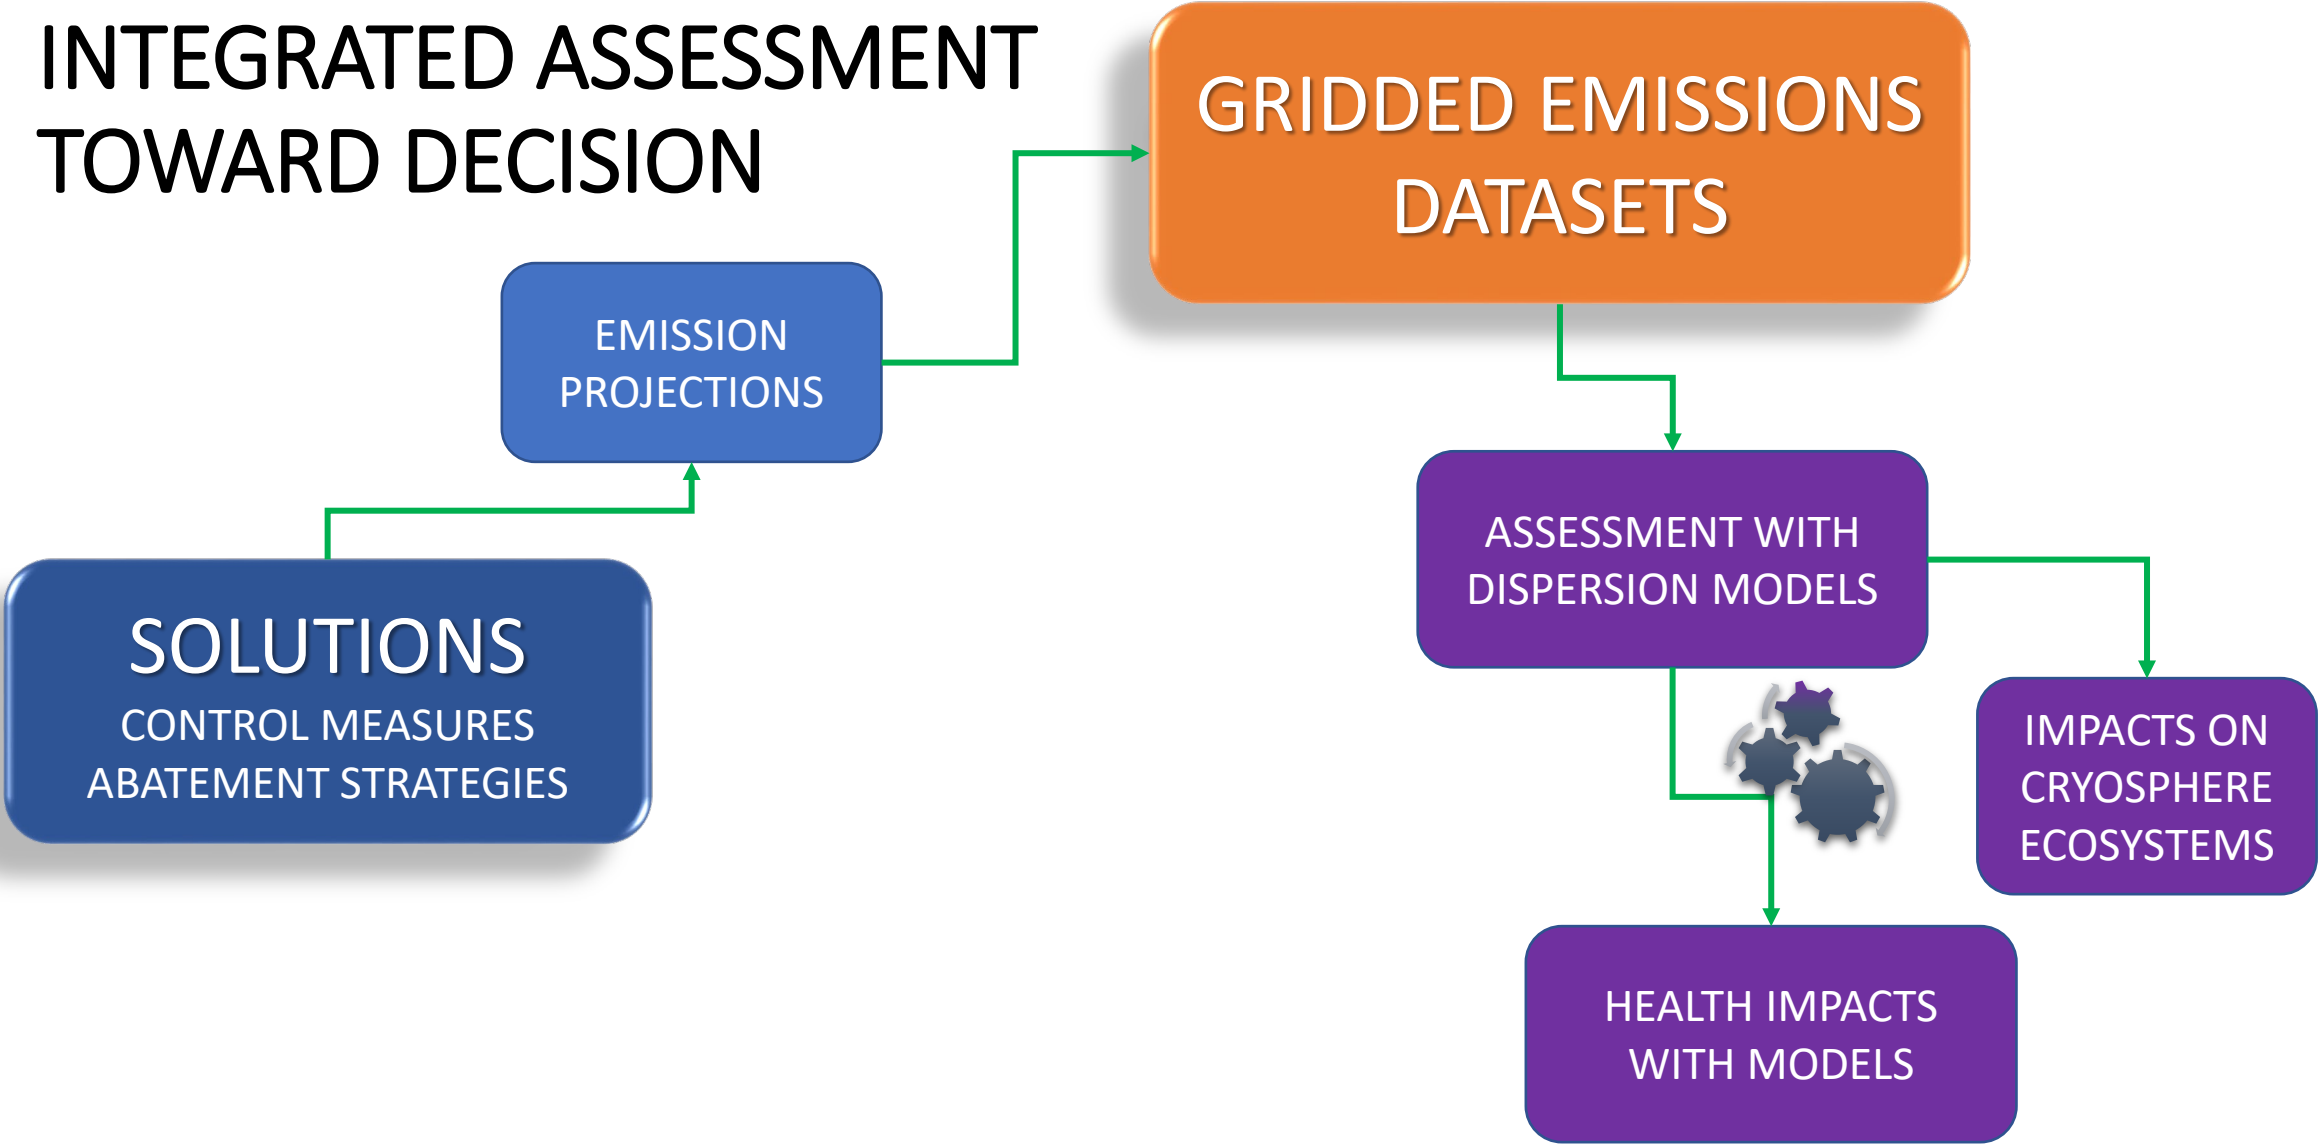 INTEGRATED ASSESSMENT
TOWARD DECISION
GRIDDED EMISSIONS
DATASETS
EMISSION
PROJECTIONS
SOLUTIONS
CONTROL MEASURES
ABATEMENT STRATEGIES
ASSESSMENT WITH
DISPERSION MODELS
IMPACTS ON
CRYOSPHERE
ECOSYSTEMS
HEALTH IMPACTS
WITH MODELS